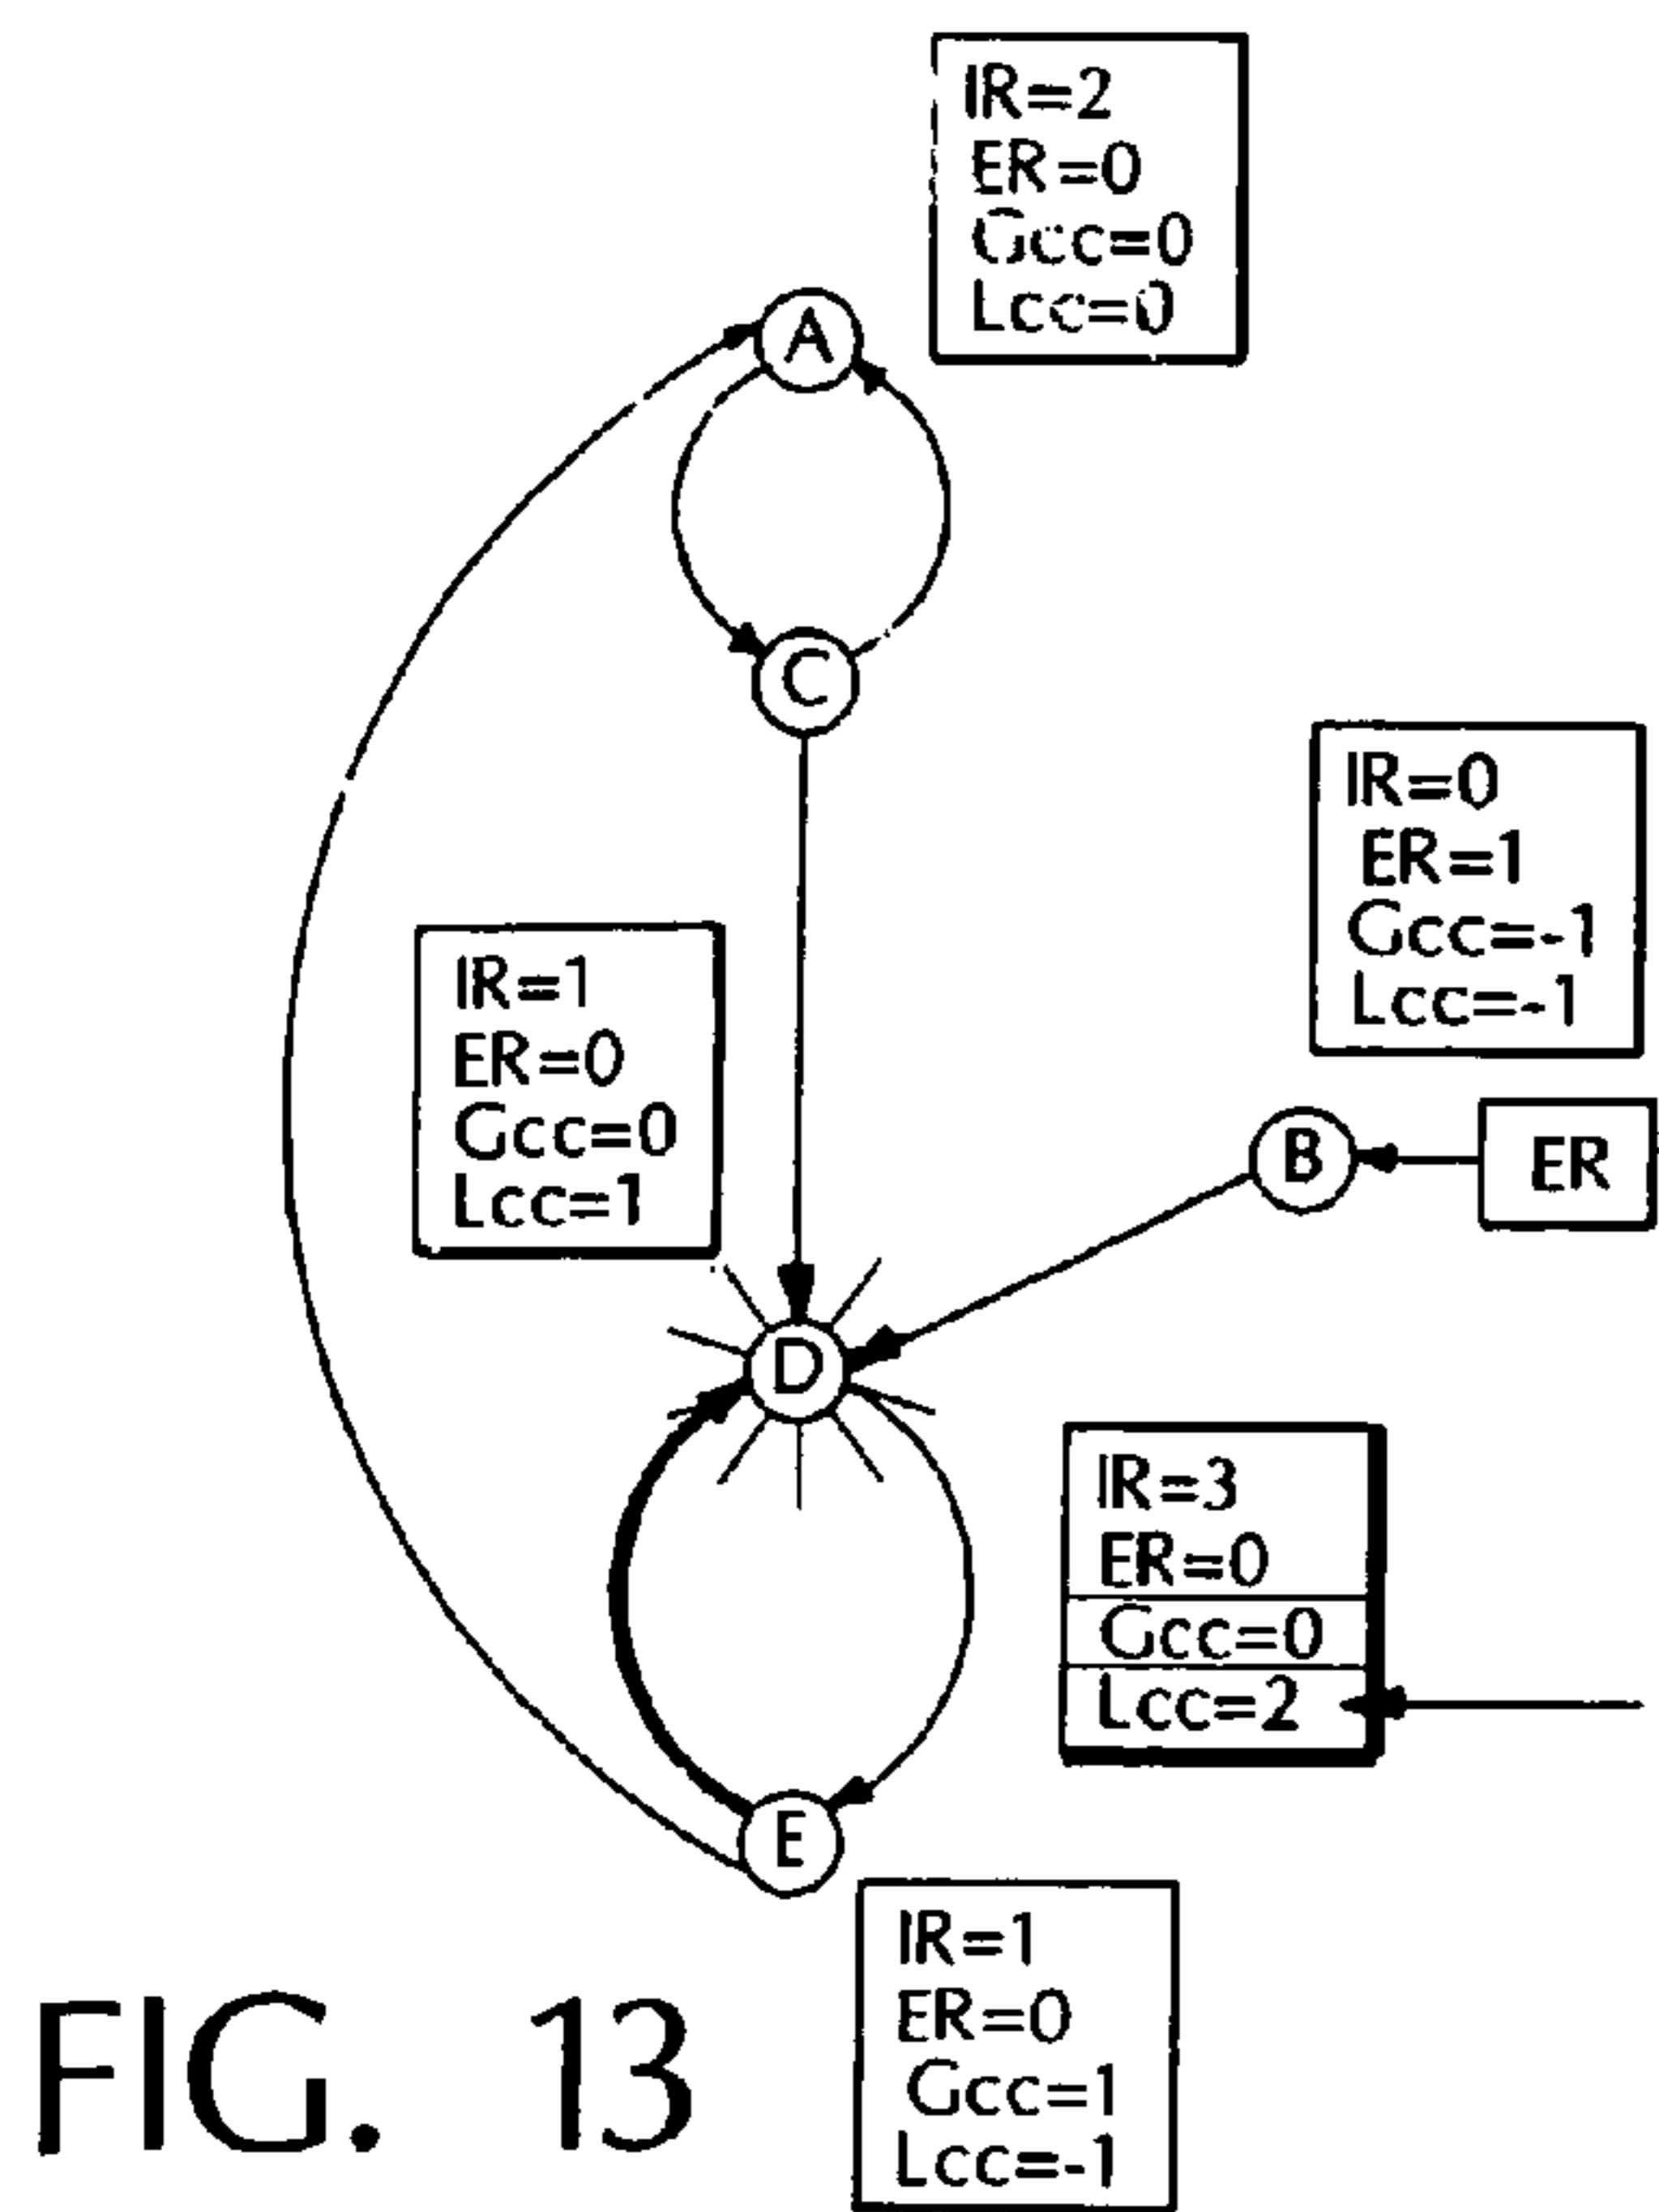 IR=2
ER=0
Gcc=0
Lcc=0
A
C
IR=0
ER=1
Gcc=-1
Lcc=-1
IR=1
ER=0
Gcc=0
Lcc=1
B
ER
D
IR=3
ER=0
Gcc=0
Lcc=2
E
IR=1
ER=0
Gcc=1
Lcc=-1
FIG. 13